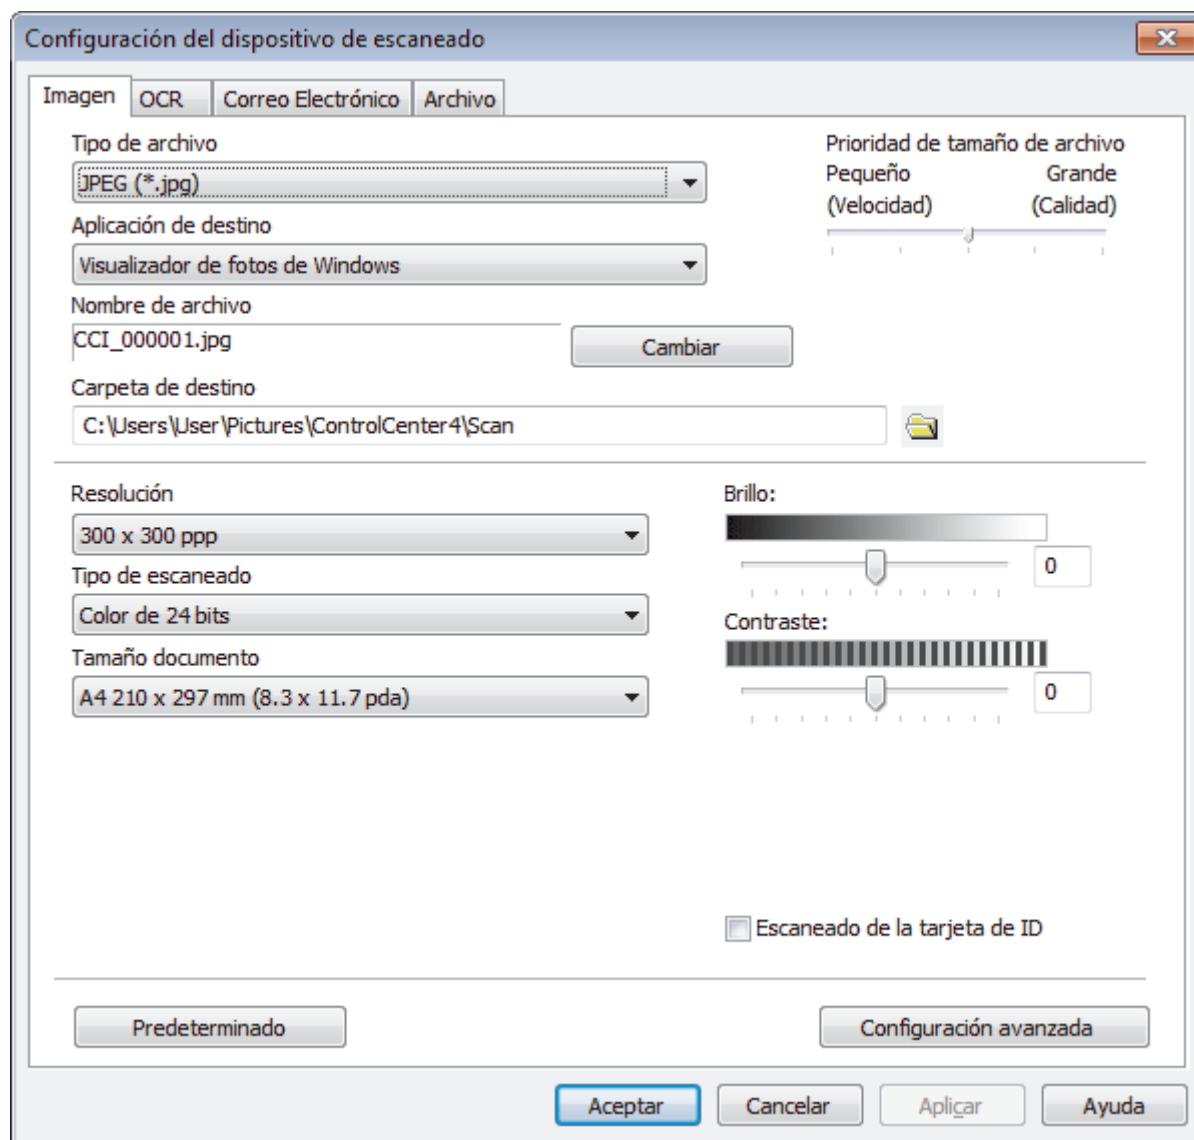 Configuración del dispositivo de escaneado
Imagen OCR Correo Electrónico Archivo
Tipo de archivo
JPEG (*.jpg)
Prioridad de tamaño de archivo
Pequeño Grande
(Velocidad) (Calidad)
Aplicación de destino
Visualizador de fotos de Windows
Nombre de archivo
CCI_000001.jpg
Cambiar
Carpeta de destino
C:\Users\User\Pictures\ControlCenter4\Scan
Resolución
300 x 300 ppp
Tipo de escaneado
Color de 24 bits
Tamaño documento
A4 210 x 297 mm (8.3 x 11.7 pda)
Brillo:
0
Contraste:
0
Escaneado de la tarjeta de ID
Predeterminado Configuración avanzada
Aceptar Cancelar Aplicar Ayuda